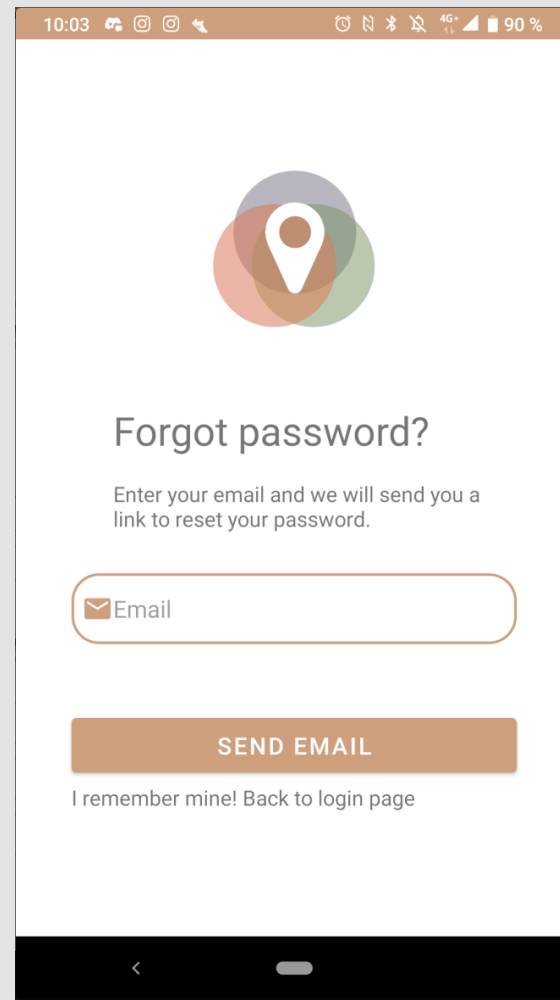 10:03 4G+ 90 %
Forgot password?
Enter your email and we will send you a
link to reset your password.
Email
SEND EMAIL
I remember mine! Back to login page